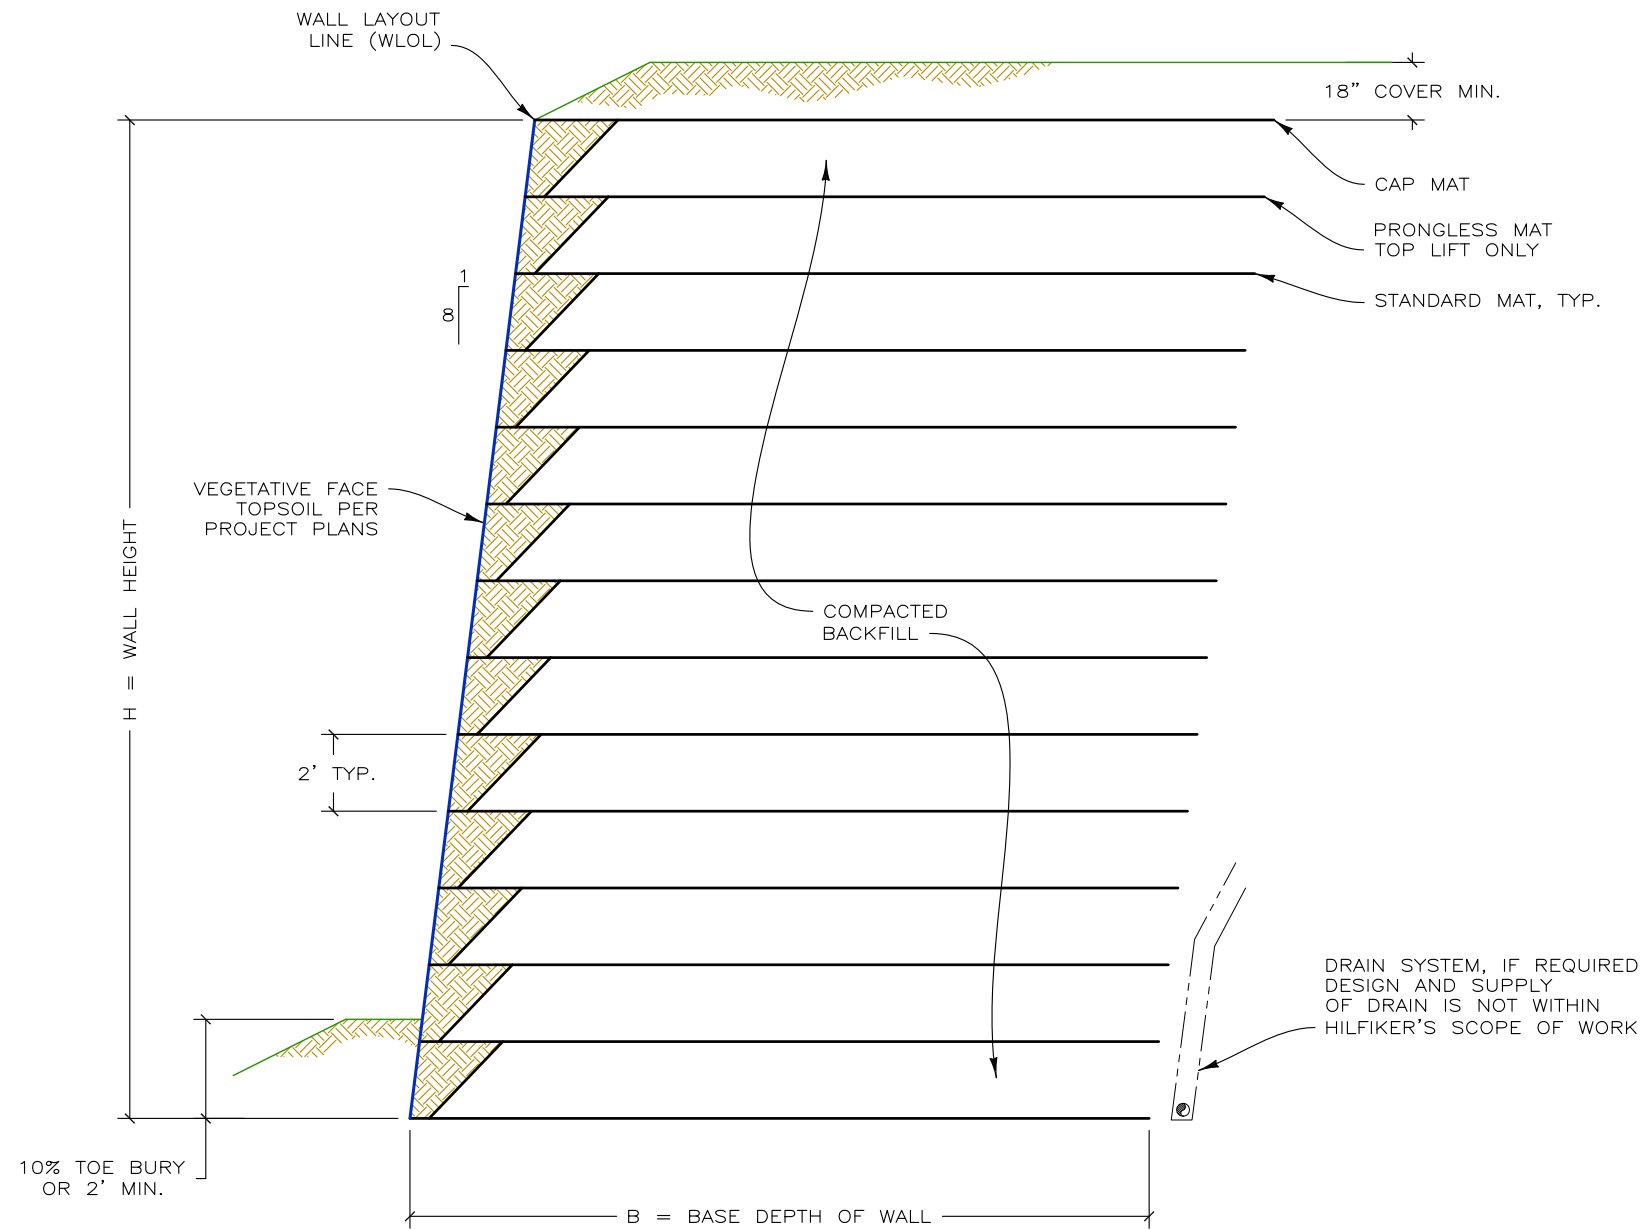 WALL LAYOUT
LINE (WLOL)
18” COVER MIN.
CAP MAT
PRONGLESS MAT
TOP LIFT ONLY
STANDARD MAT, TYP.
1
8
VEGETATIVE FACE
TOPSOIL PER
PROJECT PLANS
H = WALL HEIGHT
COMPACTED
BACKFILL
2’ TYP.
DRAIN SYSTEM, IF REQUIRED
DESIGN AND SUPPLY
OF DRAIN IS NOT WITHIN
HILFIKER’S SCOPE OF WORK
10% TOE BURY
OR 2’ MIN.
B = BASE DEPTH OF WALL